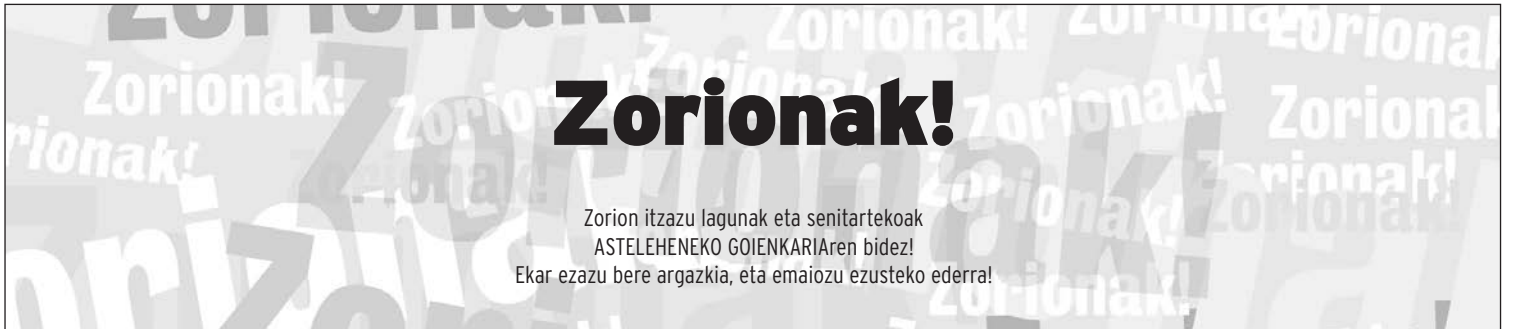 Zorionak!
Zorion itzazu lagunak eta senitartekoak
ASTELEHENEKO GOIENKARIAren bidez!
Ekar ezazu bere argazkia, eta emaiozu ezusteko ederra!